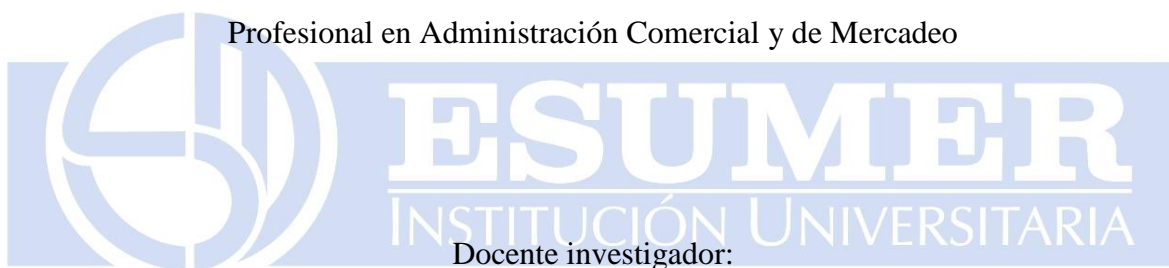 Profesional en Administración Comercial y de Mercadeo
ESUMER
INSTITUCIÓN UNIVERSITARIA
Docente investigador: